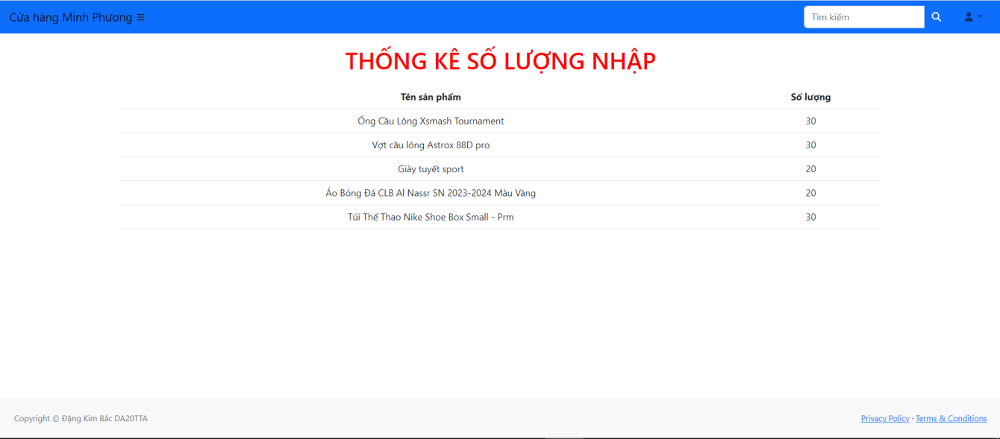 Cửa hàng Minh Phương
Tìm kiếm
THỐNG KÊ SỐ LƯỢNG NHẬP
Tên sản phẩm Số lượng
Ống Cầu Lông Xsmash Tournament 30
Vợt cầu lông Astrox 88D pro 30
Giày tuyết sport 20
Áo Bóng Đá CLB Al Nassr SN 2023-2024 Màu Vàng 20
Túi Thể Thao Nike Shoe Box Small - Prm 30
Copyright © Đặng Kim Bắc DA20TTA Privacy Policy · Terms & Conditions